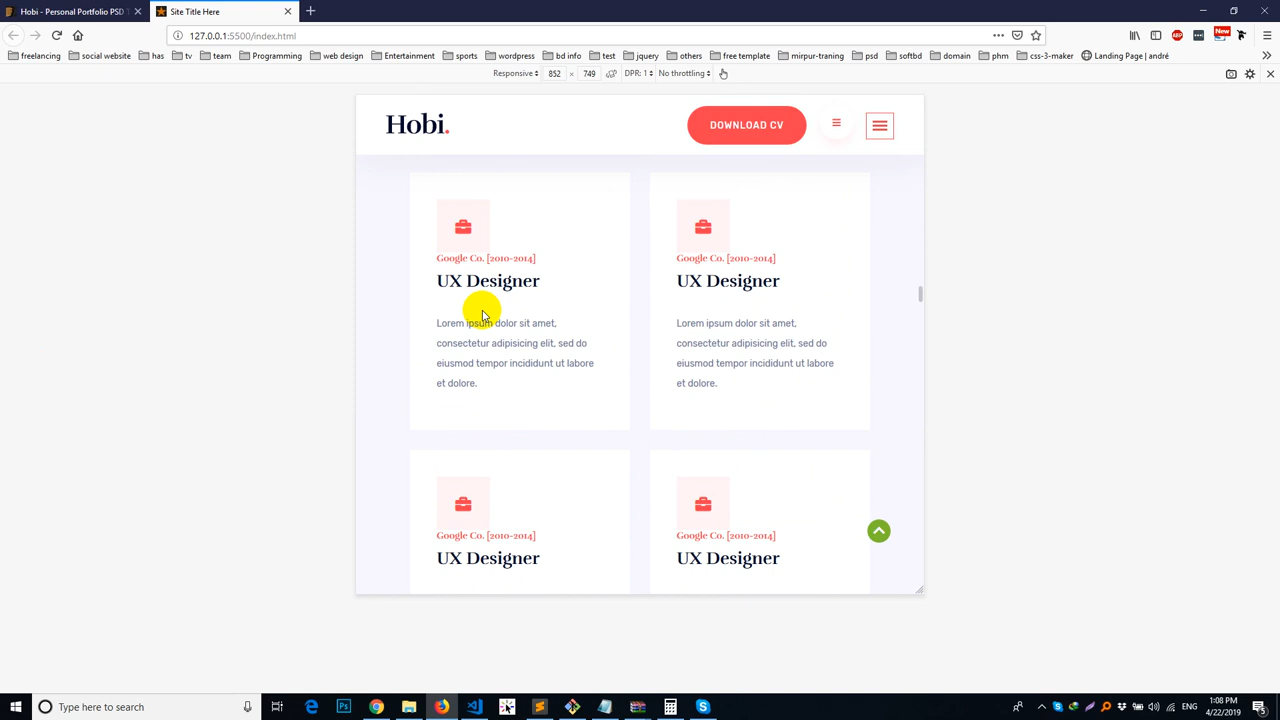 Hobi - Personal Portfolio PSD T
Site Title Here
127.0.0.1:5500/index.html
New
freelancing
social website
has
tv
team
Programming
web design
Entertainment
sports
wordpress
bd info
test
jquery
others
free template
mirpur-traning
psd
softbd
domain
phm
css-3-maker
Landing Page | andré
Responsive
852 × 749
DPR: 1
No throttling
Hobi.
DOWNLOAD CV
Google Co. [2010-2014]
UX Designer
Lorem ipsum dolor sit amet,
consectetur adipisicing elit, sed do
eiusmod tempor incididunt ut labore
et dolore.
Google Co. [2010-2014]
UX Designer
Lorem ipsum dolor sit amet,
consectetur adipisicing elit, sed do
eiusmod tempor incididunt ut labore
et dolore.
Google Co. [2010-2014]
UX Designer
Google Co. [2010-2014]
UX Designer
Type here to search
ENG
1:08 PM
4/22/2019